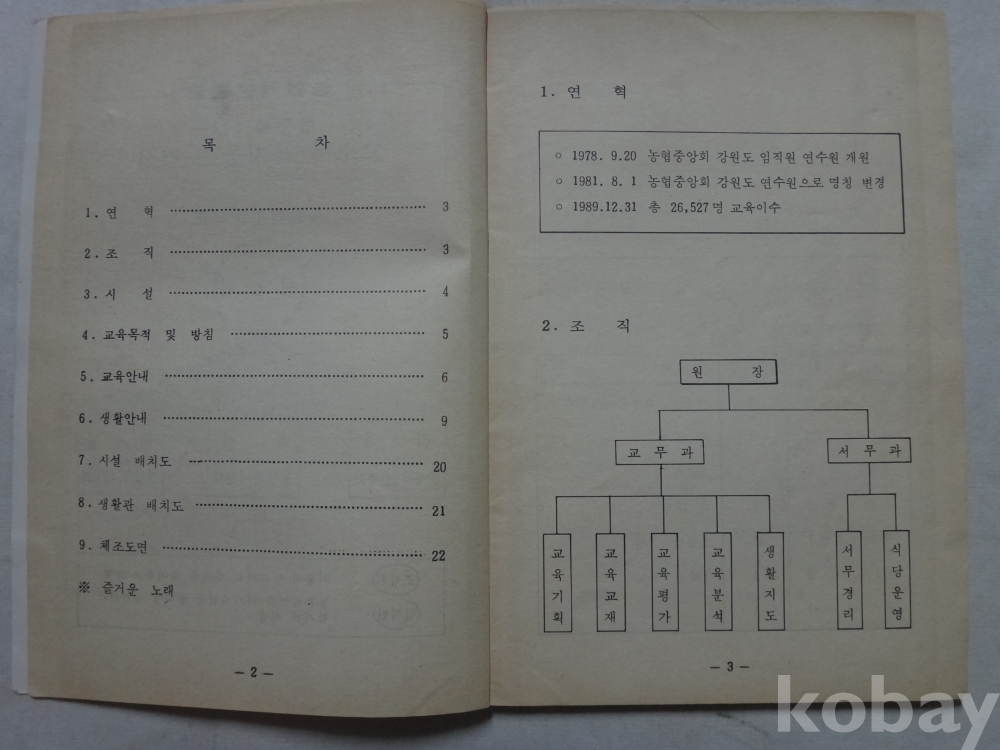 목 차
1. 연 혁 ································ 3
2. 조 직 ································ 3
3. 시 설 ································ 4
4. 교육목적 및 방침 ································ 5
5. 교육안내 ································ 6
6. 생활안내 ································ 9
7. 시설 배치도 ································ 20
8. 생활관 배치도 ································ 21
9. 체조도면 ································ 22
※ 즐거운 노래
— 2 —
1. 연 혁
○ 1978. 9.20 농협중앙회 강원도 임직원 연수원 개원
○ 1981. 8. 1 농협중앙회 강원도 연수원으로 명칭 변경
○ 1989.12.31 총 26,527명 교육이수
2. 조 직
원 장
교 무 과
서 무 과
교육기획
교육교재
교육평가
교육분석
생활지도
서무경리
식당운영
— 3 —
kobay